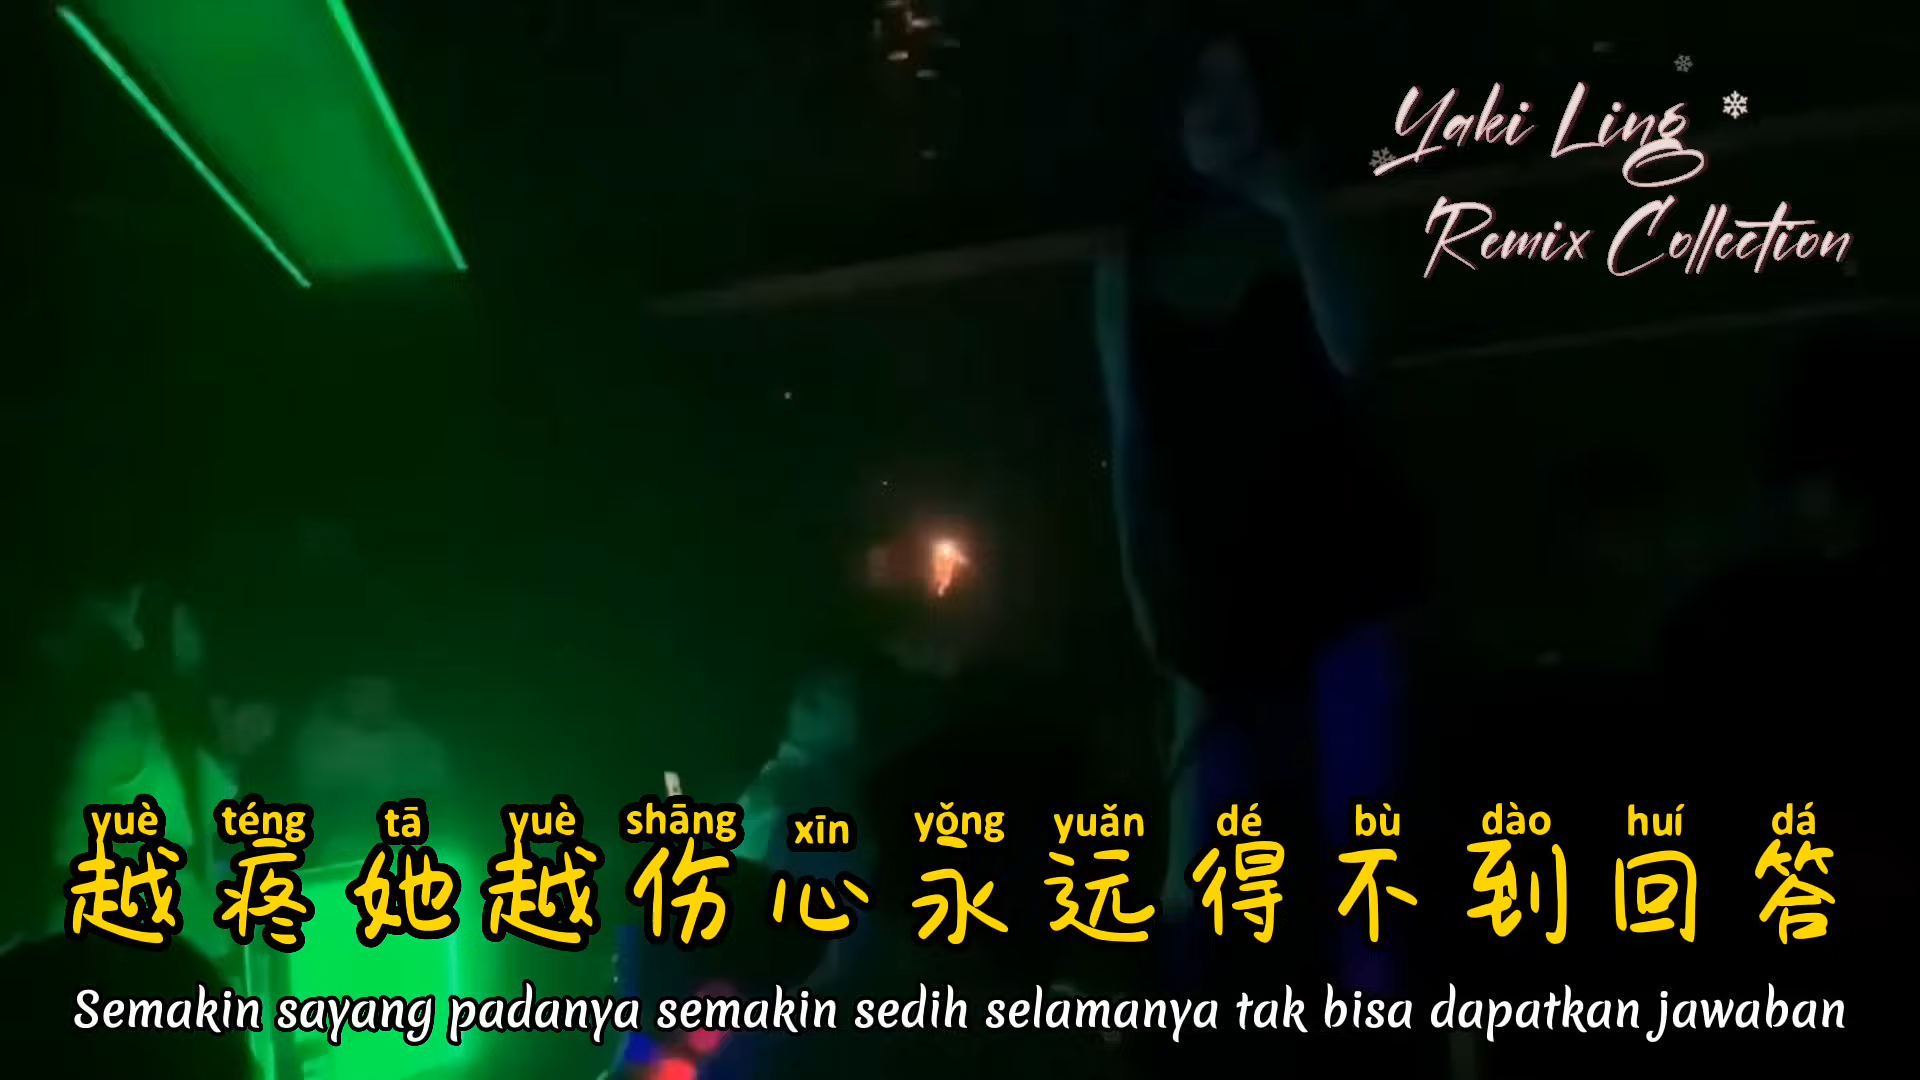 Yaki Ling
Remix Collection
yuè téng tā yuè shāng xīn yǒng yuǎn dé bù dào huí dá
越疼她越伤心永远得不到回答
Semakin sayang padanya semakin sedih selamanya tak bisa dapatkan jawaban